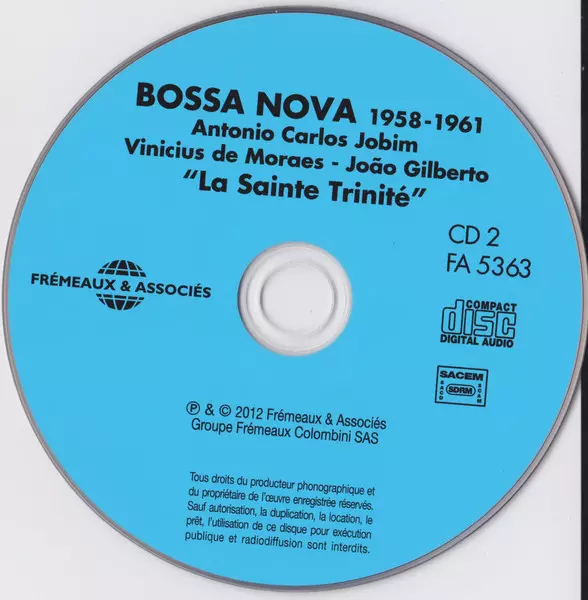 BOSSA NOVA 1958-1961
Antonio Carlos Jobim
Vinicius de Moraes - João Gilberto
“La Sainte Trinité”
CD 2
FA 5363
FRÉMEAUX & ASSOCIÉS
COMPACT
disc
DIGITAL AUDIO
SACEM
SACD
SDRM
SCAM
Ⓟ & © 2012 Frémeaux & Associés
Groupe Frémeaux Colombini SAS
Tous droits du producteur phonographique et
du propriétaire de l'œuvre enregistrée réservés.
Sauf autorisation, la duplication, la location, le
prêt, l'utilisation de ce disque pour exécution
publique et radiodiffusion sont interdits.